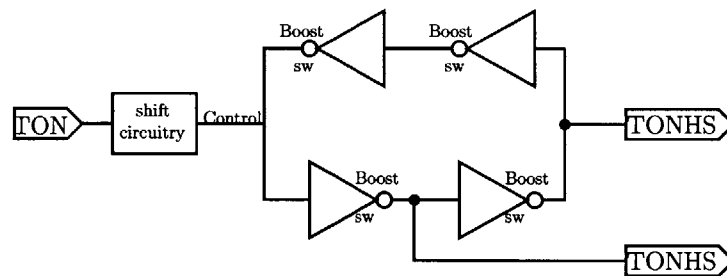 Boost
sw
Boost
sw
TON
shift
circuitry
Control
TONHS
Boost
sw
Boost
sw
TONHS